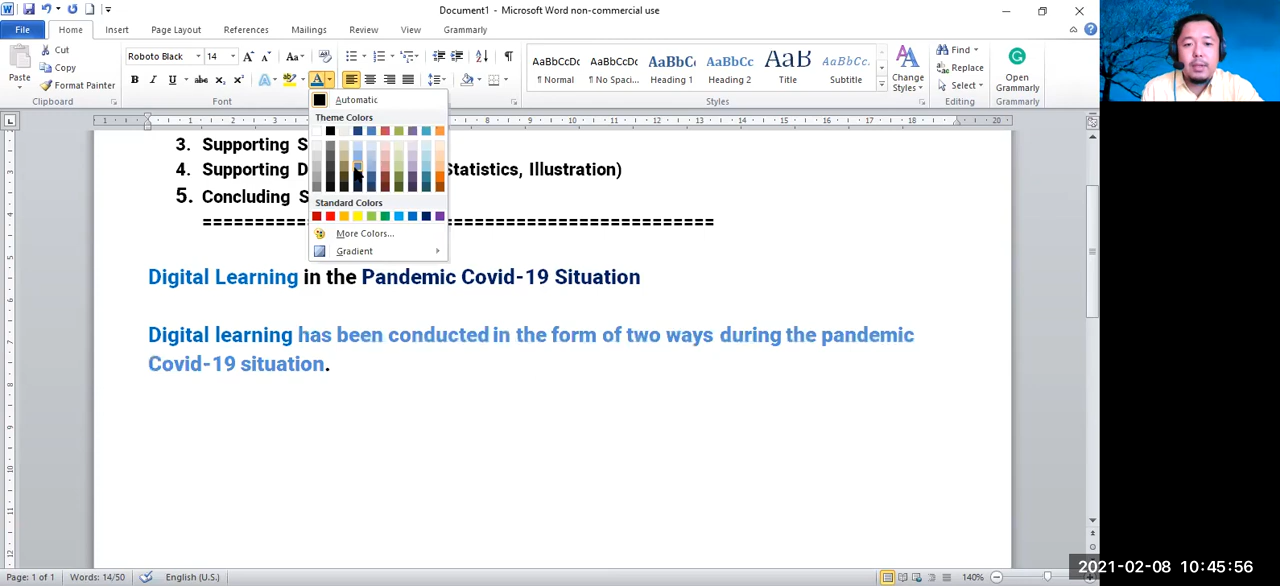 Document1 - Microsoft Word non-commercial use
File Home Insert Page Layout References Mailings Review View Grammarly
Cut
Copy
Format Painter
Paste
Clipboard
Roboto Black 14
Font
AaBbCcDc AaBbCcDc AaBbC AaBbCc AaB AaBbCc.
¶ Normal ¶ No Spaci... Heading 1 Heading 2 Title Subtitle
Change
Styles
Styles
Find
Replace
Select
Editing
Open
Grammarly
Grammarly
Automatic
Theme Colors
Standard Colors
More Colors...
Gradient
3. Supporting S
4. Supporting D Statistics, Illustration)
5. Concluding S
Digital Learning in the Pandemic Covid-19 Situation
Digital learning has been conducted in the form of two ways during the pandemic
Covid-19 situation.
Page: 1 of 1 Words: 14/50 English (U.S.) 140%
2021-02-08 10:45:56